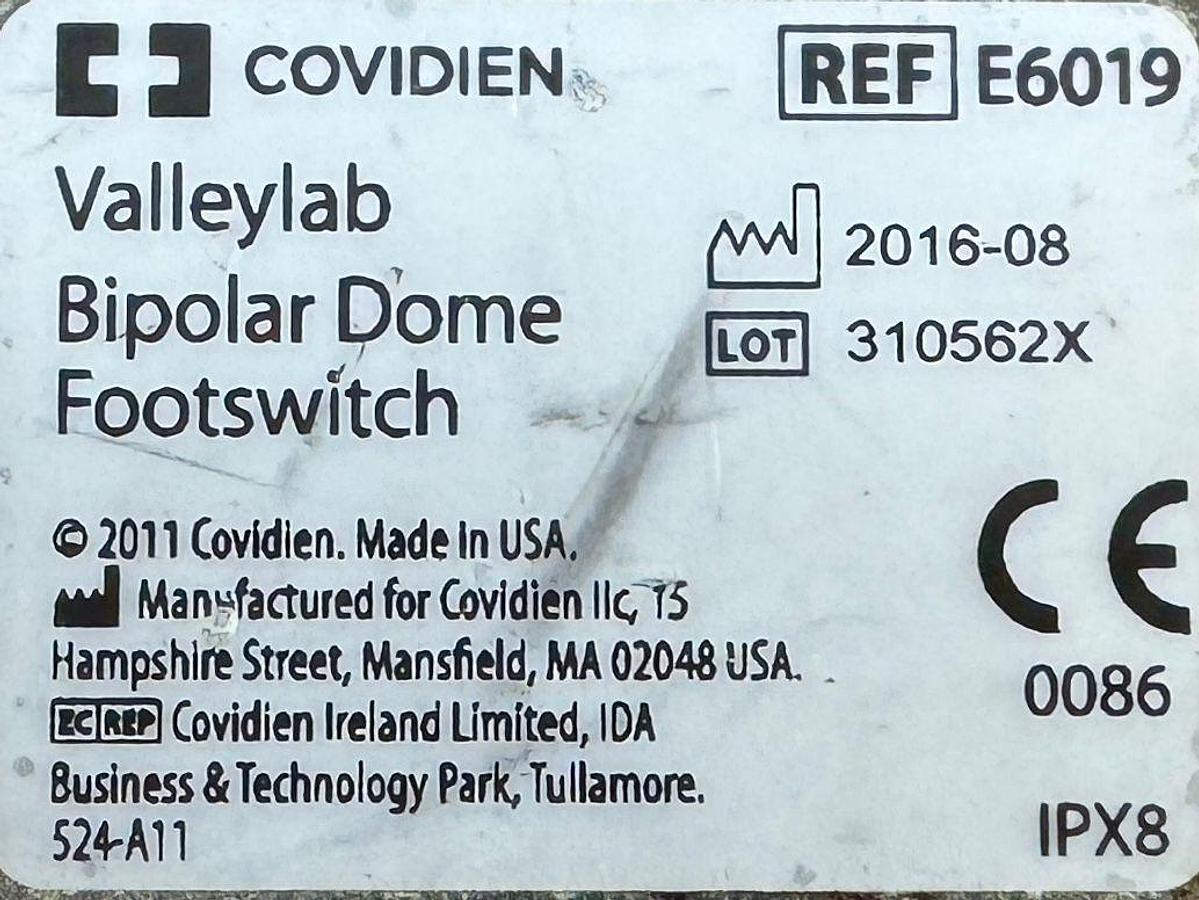 COVIDIEN
REF E6019
Valleylab
Bipolar Dome
Footswitch
2016-08
LOT 310562X
© 2011 Covidien. Made in USA.
Manufactured for Covidien llc, 15
Hampshire Street, Mansfield, MA 02048 USA.
EC REP Covidien Ireland Limited, IDA
Business & Technology Park, Tullamore.
524-A11
CE
0086
IPX8